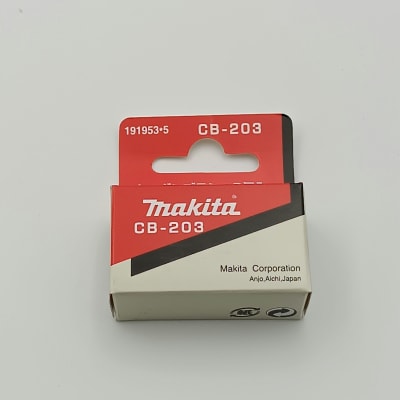 191953•5 CB-203
makita
CB-203
Makita Corporation
Anjo,Aichi,Japan